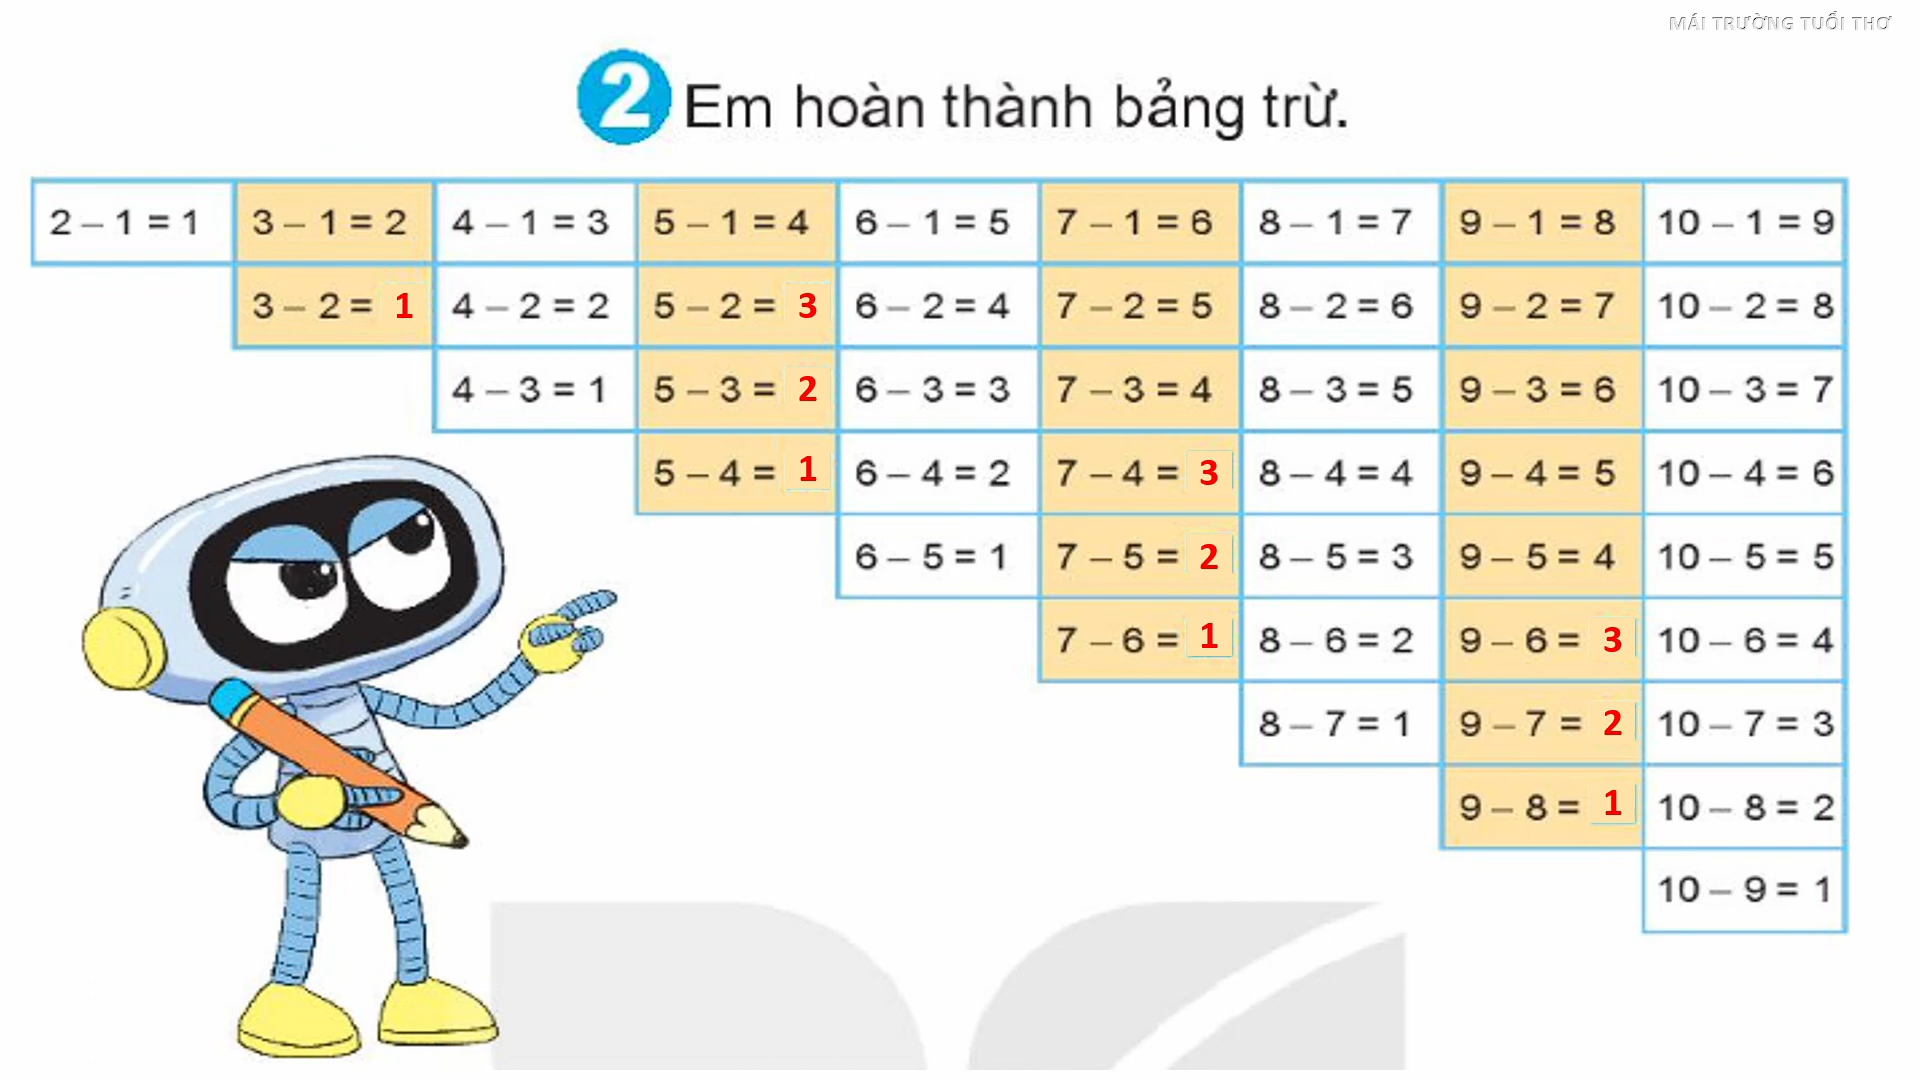 MÁI TRƯỜNG TUỔI THƠ
2 Em hoàn thành bảng trừ.
2 – 1 = 1 3 – 1 = 2 4 – 1 = 3 5 – 1 = 4 6 – 1 = 5 7 – 1 = 6 8 – 1 = 7 9 – 1 = 8 10 – 1 = 9
3 – 2 = 1 4 – 2 = 2 5 – 2 = 3 6 – 2 = 4 7 – 2 = 5 8 – 2 = 6 9 – 2 = 7 10 – 2 = 8
4 – 3 = 1 5 – 3 = 2 6 – 3 = 3 7 – 3 = 4 8 – 3 = 5 9 – 3 = 6 10 – 3 = 7
5 – 4 = 1 6 – 4 = 2 7 – 4 = 3 8 – 4 = 4 9 – 4 = 5 10 – 4 = 6
6 – 5 = 1 7 – 5 = 2 8 – 5 = 3 9 – 5 = 4 10 – 5 = 5
7 – 6 = 1 8 – 6 = 2 9 – 6 = 3 10 – 6 = 4
8 – 7 = 1 9 – 7 = 2 10 – 7 = 3
9 – 8 = 1 10 – 8 = 2
10 – 9 = 1